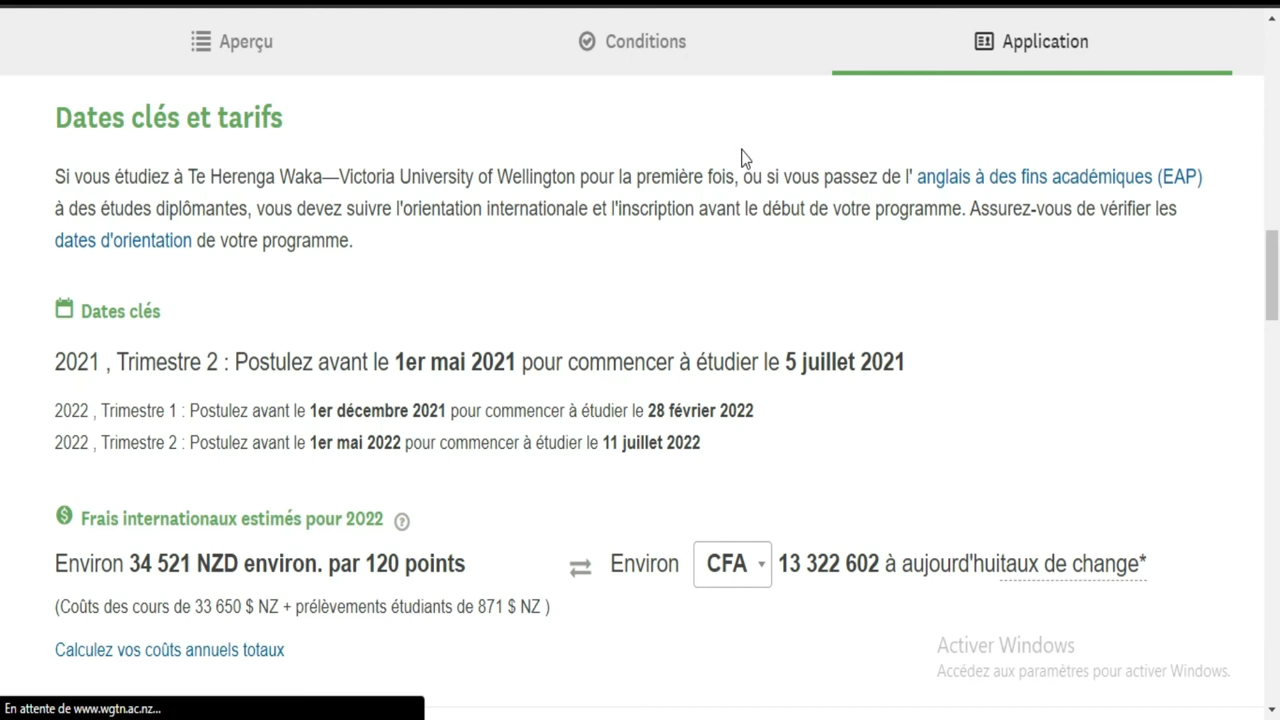 Aperçu
Conditions
Application
Dates clés et tarifs
Si vous étudiez à Te Herenga Waka—Victoria University of Wellington pour la première fois, ou si vous passez de l' anglais à des fins académiques (EAP)
à des études diplômantes, vous devez suivre l'orientation internationale et l'inscription avant le début de votre programme. Assurez-vous de vérifier les
dates d'orientation de votre programme.
Dates clés
2021 , Trimestre 2 : Postulez avant le 1er mai 2021 pour commencer à étudier le 5 juillet 2021
2022 , Trimestre 1 : Postulez avant le 1er décembre 2021 pour commencer à étudier le 28 février 2022
2022 , Trimestre 2 : Postulez avant le 1er mai 2022 pour commencer à étudier le 11 juillet 2022
Frais internationaux estimés pour 2022 ?
Environ 34 521 NZD environ. par 120 points
Environ CFA 13 322 602 à aujourd'huitaux de change*
(Coûts des cours de 33 650 $ NZ + prélèvements étudiants de 871 $ NZ )
Calculez vos coûts annuels totaux
Activer Windows
Accédez aux paramètres pour activer Windows.
En attente de www.wgtn.ac.nz...